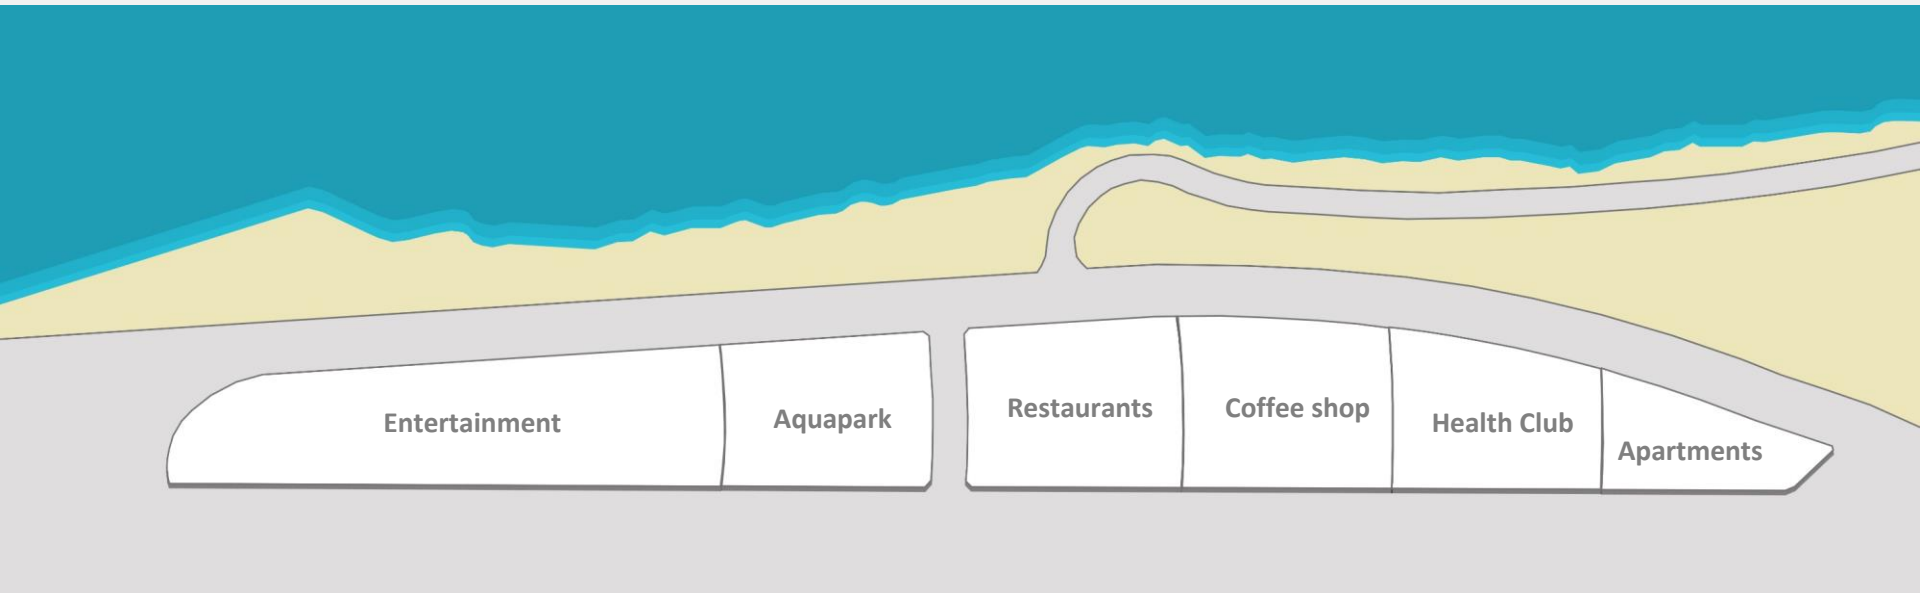 Entertainment
Aquapark
Restaurants
Coffee shop
Health Club
Apartments